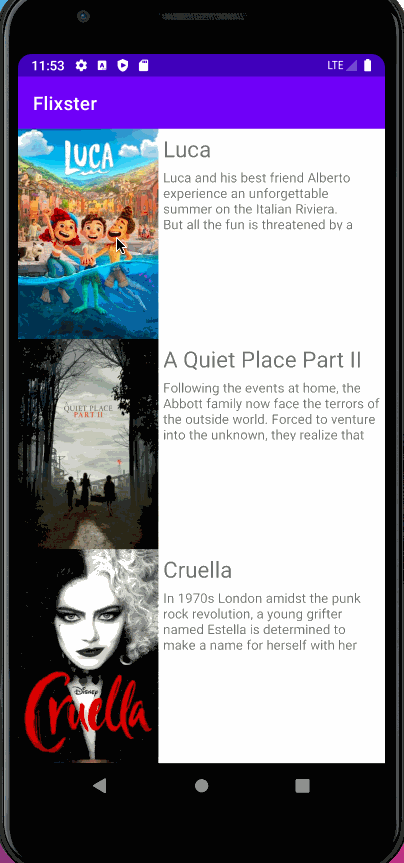 11:53
LTE
Flixster
LUCA
Luca
Luca and his best friend Alberto
experience an unforgettable
summer on the Italian Riviera.
But all the fun is threatened by a
A QUIET PLACE
PART II
A Quiet Place Part II
Following the events at home, the
Abbott family now face the terrors of
the outside world. Forced to venture
into the unknown, they realize that
Disney
Cruella
Cruella
In 1970s London amidst the punk
rock revolution, a young grifter
named Estella is determined to
make a name for herself with her